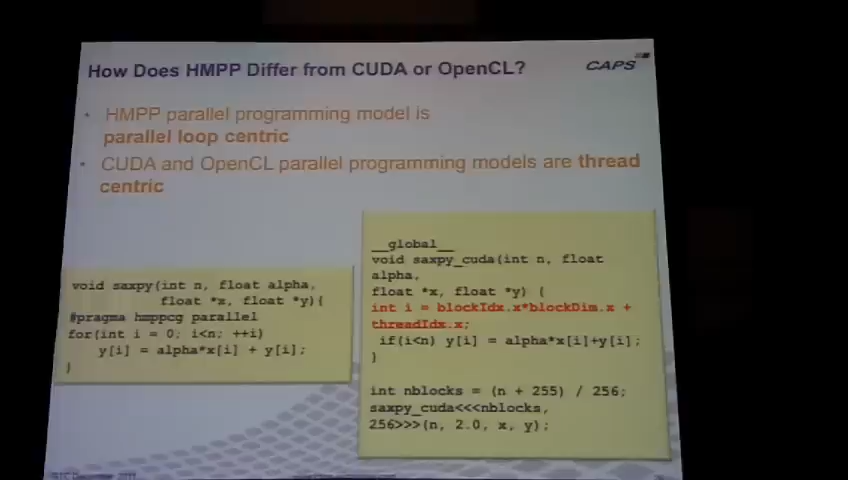 How Does HMPP Differ from CUDA or OpenCL?
CAPS
• HMPP parallel programming model is
parallel loop centric
• CUDA and OpenCL parallel programming models are thread
centric
void saxpy(int n, float alpha,
float *x, float *y){
#pragma hmppcg parallel
for(int i = 0; i<n; ++i)
y[i] = alpha*x[i] + y[i];
}
__global__
void saxpy_cuda(int n, float
alpha,
float *x, float *y) {
int i = blockIdx.x*blockDim.x +
threadIdx.x;
if(i<n) y[i] = alpha*x[i]+y[i];
}
int nblocks = (n + 255) / 256;
saxpy_cuda<<<nblocks,
256>>>(n, 2.0, x, y);